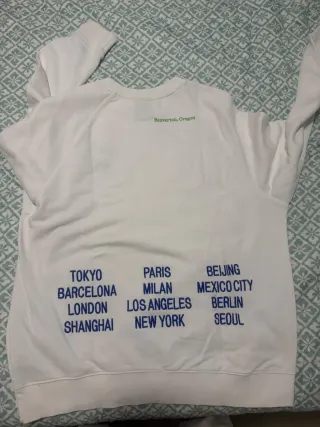 Beaverton, Oregon
TOKYO PARIS BEIJING
BARCELONA MILAN MEXICO CITY
LONDON LOS ANGELES BERLIN
SHANGHAI NEW YORK SEOUL